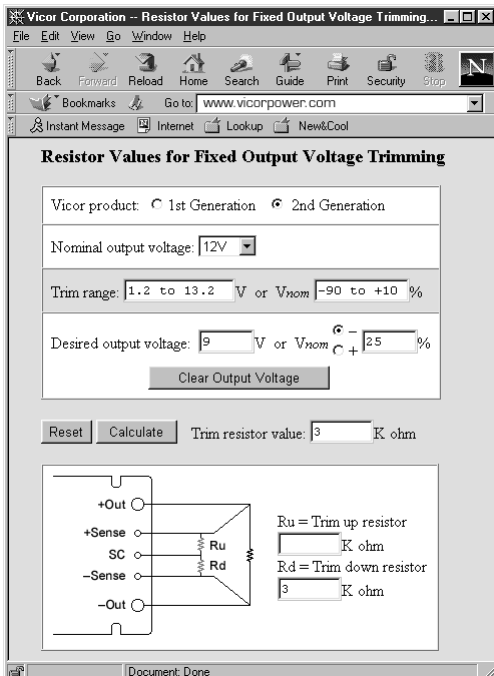 Vicor Corporation -- Resistor Values for Fixed Output Voltage Trimming...
File Edit View Go Window Help
Back Forward Reload Home Search Guide Print Security Stop N
Bookmarks Go to: www.vicorpower.com
Instant Message Internet Lookup New&Cool
Resistor Values for Fixed Output Voltage Trimming
Vicor product: 1st Generation 2nd Generation
Nominal output voltage: 12V
Trim range: 1.2 to 13.2 V or Vnom -90 to +10 %
Desired output voltage: 9 V or Vnom – + 25 %
Clear Output Voltage
Reset Calculate Trim resistor value: 3 K ohm
+Out
+Sense
SC
–Sense
–Out
Ru
Rd
Ru = Trim up resistor
K ohm
Rd = Trim down resistor
3 K ohm
Document: Done